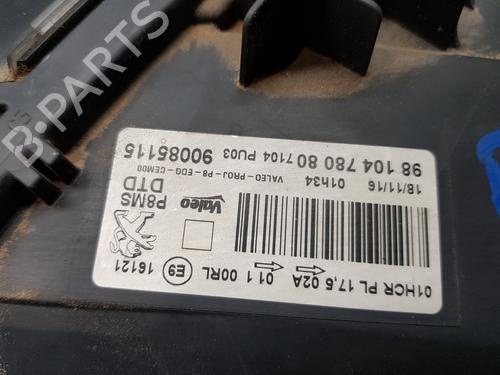 98 104 780 80 7104 PU03 90085115
18/11/16 01H34 VALEO-PROJ-P8-EDG-CEM00
P8MS
DTD
Valeo
01HCR PL 17,5 02A 01 1 00RL E9 16121
B-PARTS